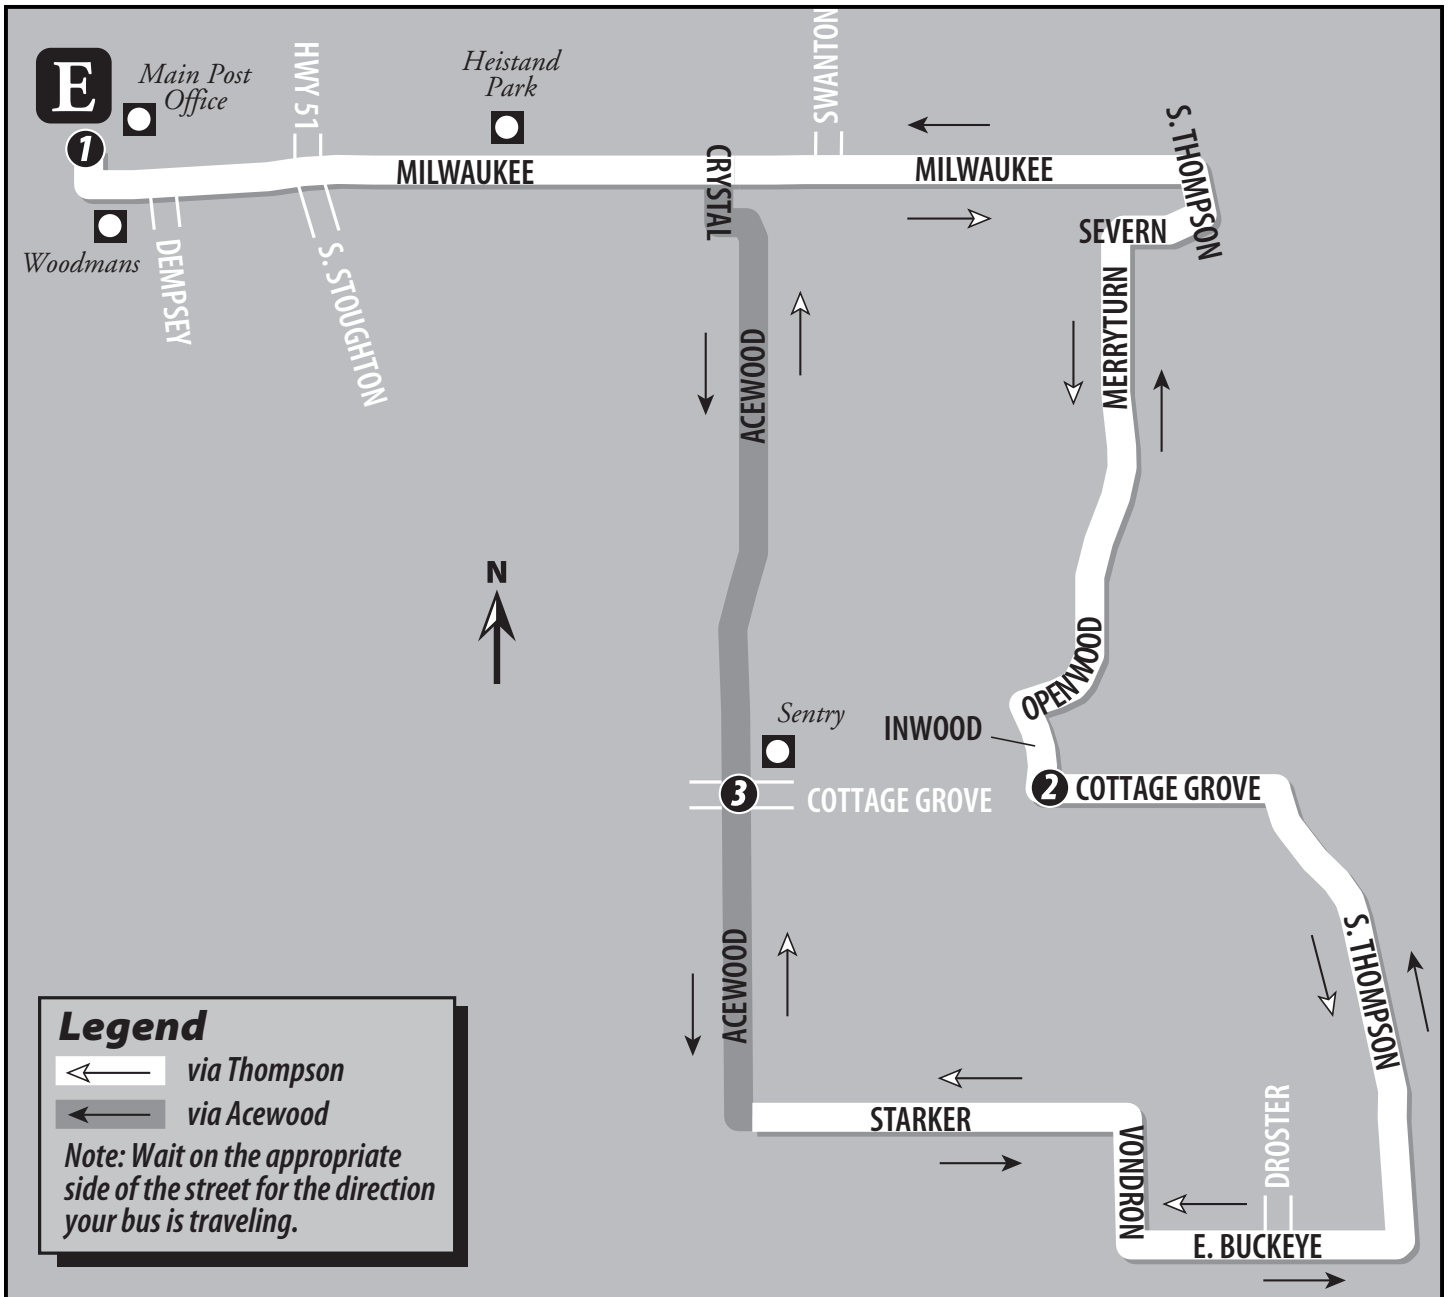 E
Main Post
Office
HWY 51
Heistand
Park
SWANTON
S. THOMPSON
1
MILWAUKEE
CRYSTAL
MILWAUKEE
SEVERN
Woodmans
DEMPSEY
S. STOUGHTON
MERRYTURN
ACEWOOD
N
OPENWOOD
Sentry
INWOOD
3
COTTAGE GROVE
2
COTTAGE GROVE
ACEWOOD
S. THOMPSON
Legend
via Thompson
via Acewood
Note: Wait on the appropriate
side of the street for the direction
your bus is traveling.
STARKER
VONDRON
DROSTER
E. BUCKEYE